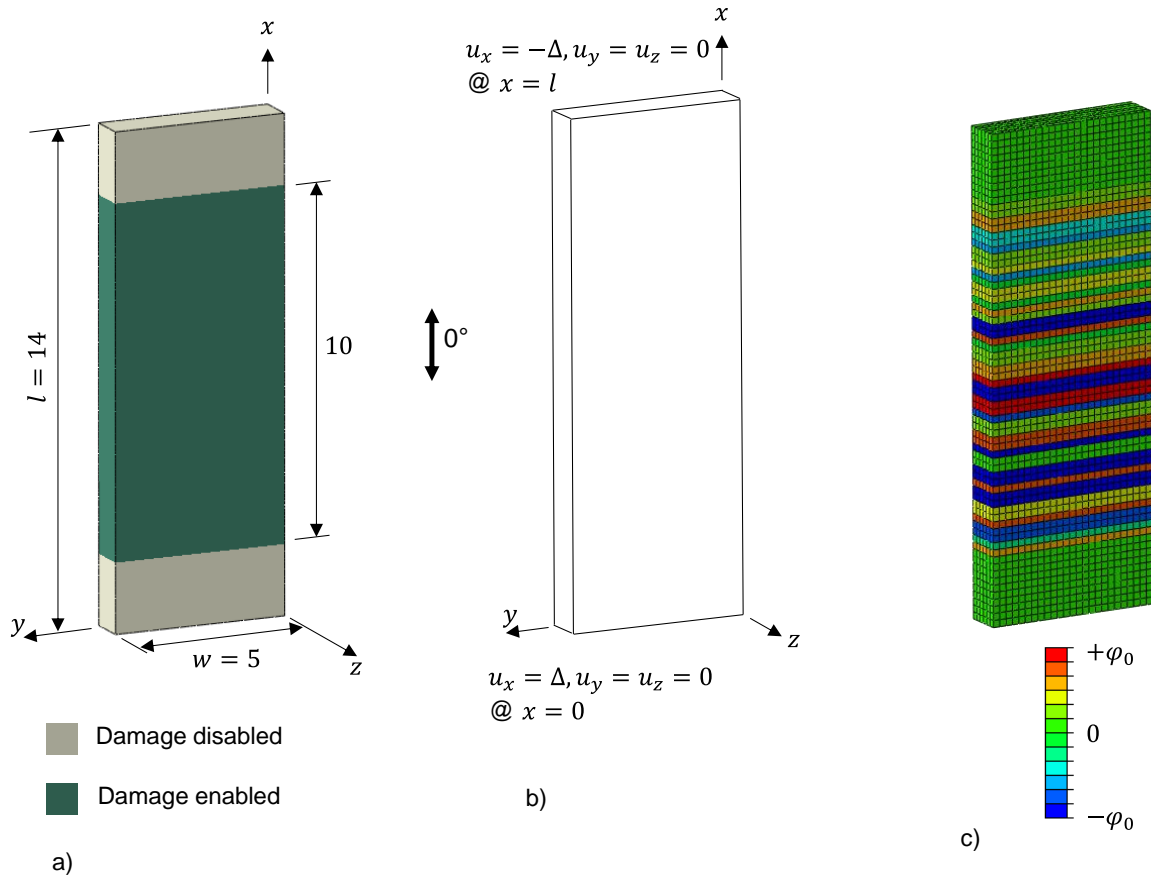 x
l = 14
10
y
w = 5
z
Damage disabled
Damage enabled
a)
0°
u_x = −Δ, u_y = u_z = 0
@ x = l
x
y
z
u_x = Δ, u_y = u_z = 0
@ x = 0
b)
+φ₀
0
−φ₀
c)